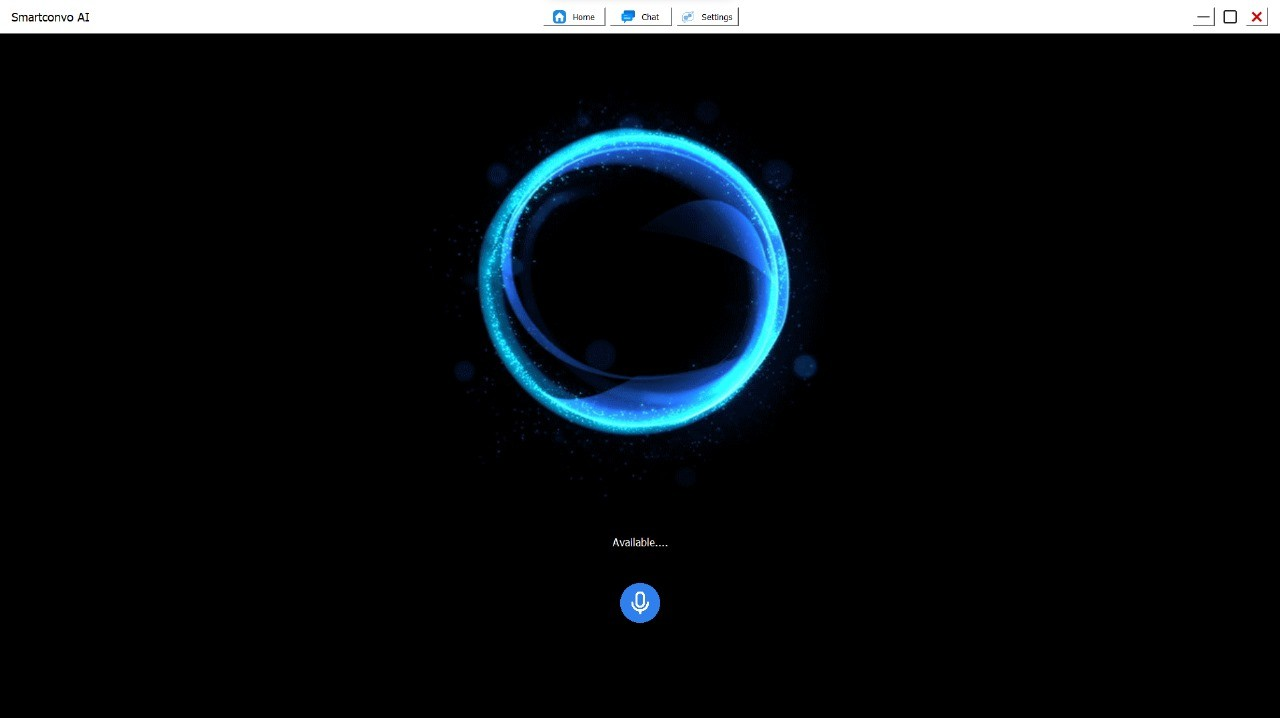 Smartconvo AI
Home
Chat
Settings
Available....